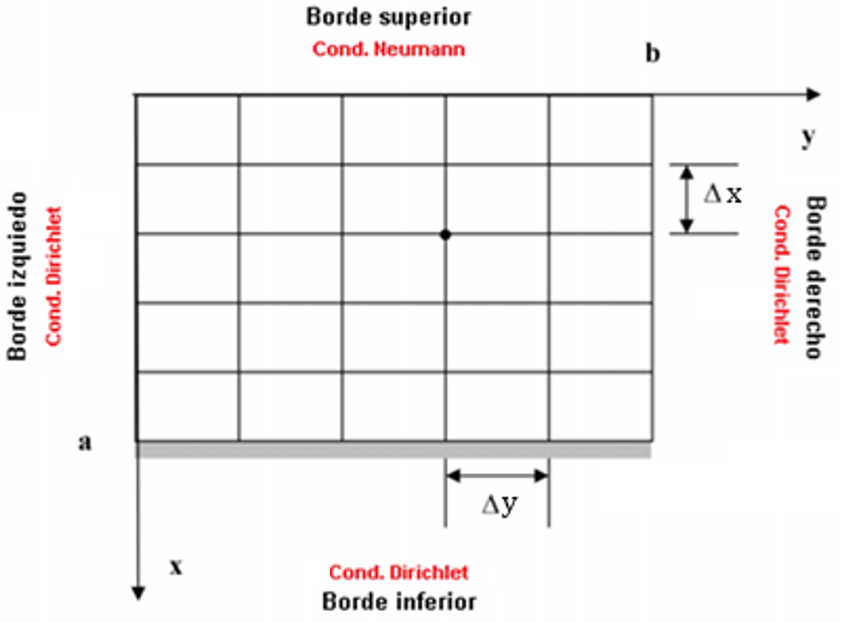 Borde superior
Cond. Neumann
b
y
Δx
Borde izquiedo
Cond. Dirichlet
Borde derecho
Cond. Dirichlet
a
Δy
x
Cond. Dirichlet
Borde inferior